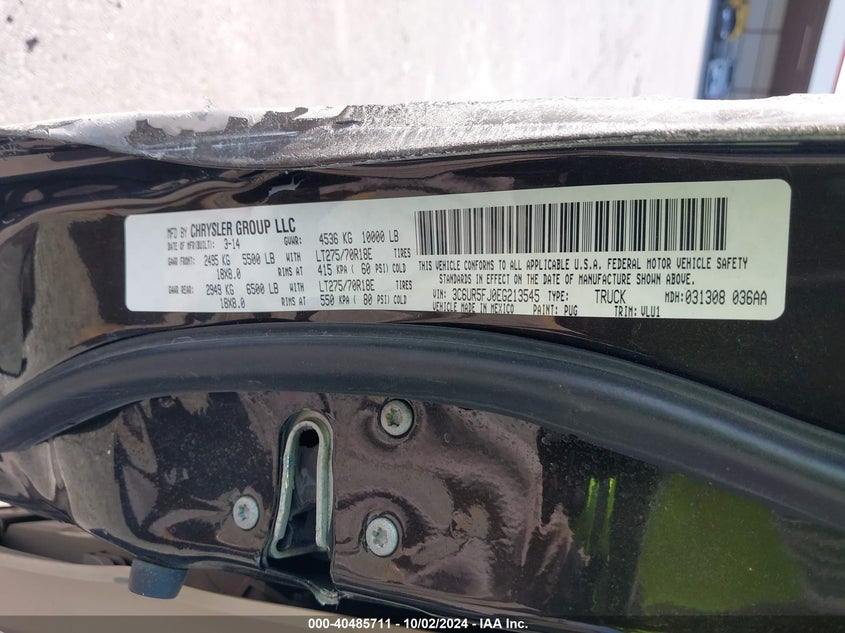 MFD BY CHRYSLER GROUP LLC
DATE OF MFR(BUILT): 3-14 GVWR: 4536 KG 10000 LB
GAWR FRONT: 2495 KG 5500 LB WITH LT275/70R18E TIRES
18X8.0 RIMS AT 415 KPA ( 60 PSI) COLD
GAWR REAR: 2949 KG 6500 LB WITH LT275/70R18E TIRES
18X8.0 RIMS AT 550 KPA ( 80 PSI) COLD
THIS VEHICLE CONFORMS TO ALL APPLICABLE U.S.A. FEDERAL MOTOR VEHICLE SAFETY
STANDARDS IN EFFECT ON THE DATE OF MANUFACTURE SHOWN ABOVE.
VIN: 3C6UR5FJ0EG213545 TYPE: TRUCK MDH: 031308 036AA
VEHICLE MADE IN MEXICO PAINT: PUG TRIM: VLU1
000-40485711 - 10/02/2024 - IAA Inc.